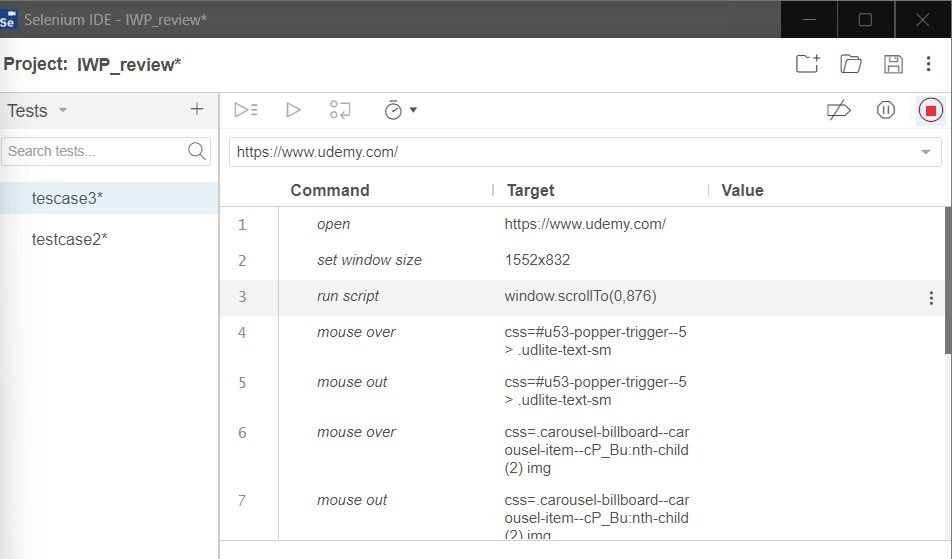 Se Selenium IDE - IWP_review*
Project: IWP_review*
Tests
Search tests...
tescase3*
testcase2*
https://www.udemy.com/
Command Target Value
1 open https://www.udemy.com/
2 set window size 1552x832
3 run script window.scrollTo(0,876)
4 mouse over css=#u53-popper-trigger--5
> .udlite-text-sm
5 mouse out css=#u53-popper-trigger--5
> .udlite-text-sm
6 mouse over css=.carousel-billboard--car
ousel-item--cP_Bu:nth-child
(2) img
7 mouse out css=.carousel-billboard--car
ousel-item--cP_Bu:nth-child
(2) img